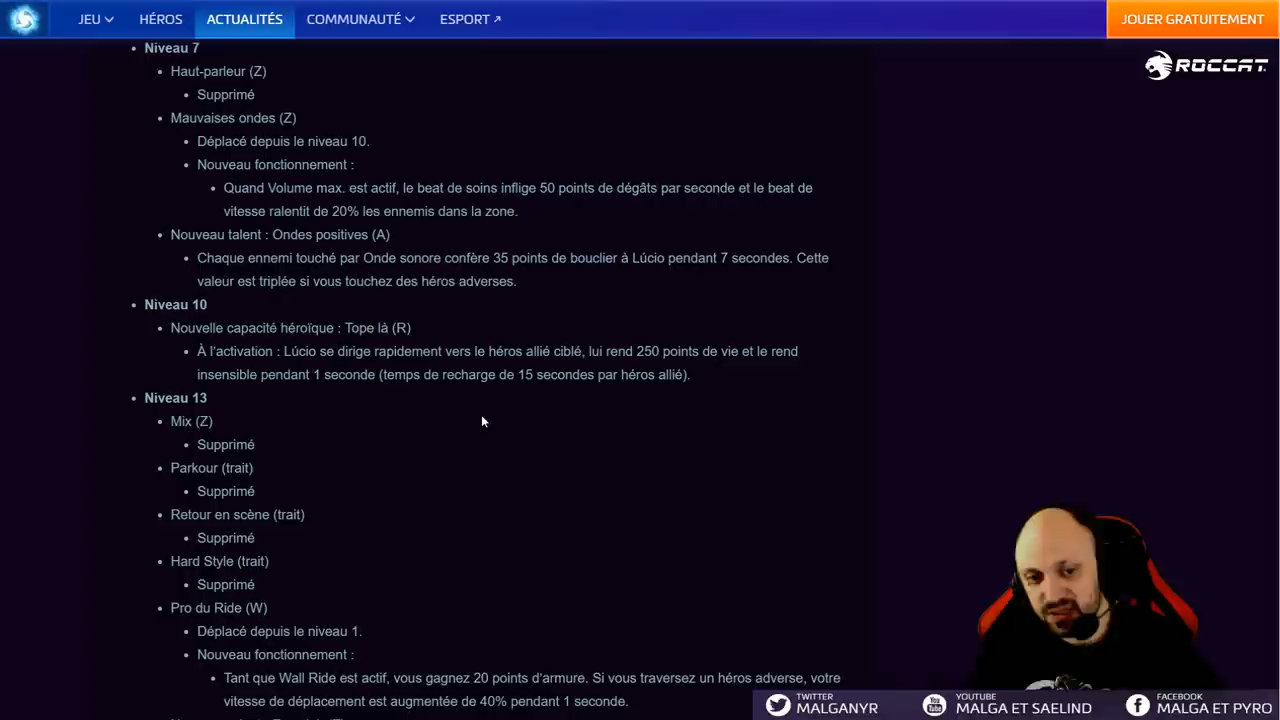 JEU HÉROS ACTUALITÉS COMMUNAUTÉ ESPORT JOUER GRATUITEMENT
ROCCAT
Niveau 7
Haut-parleur (Z)
Supprimé
Mauvaises ondes (Z)
Déplacé depuis le niveau 10.
Nouveau fonctionnement :
Quand Volume max. est actif, le beat de soins inflige 50 points de dégâts par seconde et le beat de
vitesse ralentit de 20% les ennemis dans la zone.
Nouveau talent : Ondes positives (A)
Chaque ennemi touché par Onde sonore confère 35 points de bouclier à Lúcio pendant 7 secondes. Cette
valeur est triplée si vous touchez des héros adverses.
Niveau 10
Nouvelle capacité héroïque : Tope là (R)
À l'activation : Lúcio se dirige rapidement vers le héros allié ciblé, lui rend 250 points de vie et le rend
insensible pendant 1 seconde (temps de recharge de 15 secondes par héros allié).
Niveau 13
Mix (Z)
Supprimé
Parkour (trait)
Supprimé
Retour en scène (trait)
Supprimé
Hard Style (trait)
Supprimé
Pro du Ride (W)
Déplacé depuis le niveau 1.
Nouveau fonctionnement :
Tant que Wall Ride est actif, vous gagnez 20 points d'armure. Si vous traversez un héros adverse, votre
vitesse de déplacement est augmentée de 40% pendant 1 seconde.
TWITTER
MALGANYR
YOUTUBE
MALGA ET SAELIND
FACEBOOK
MALGA ET PYRO